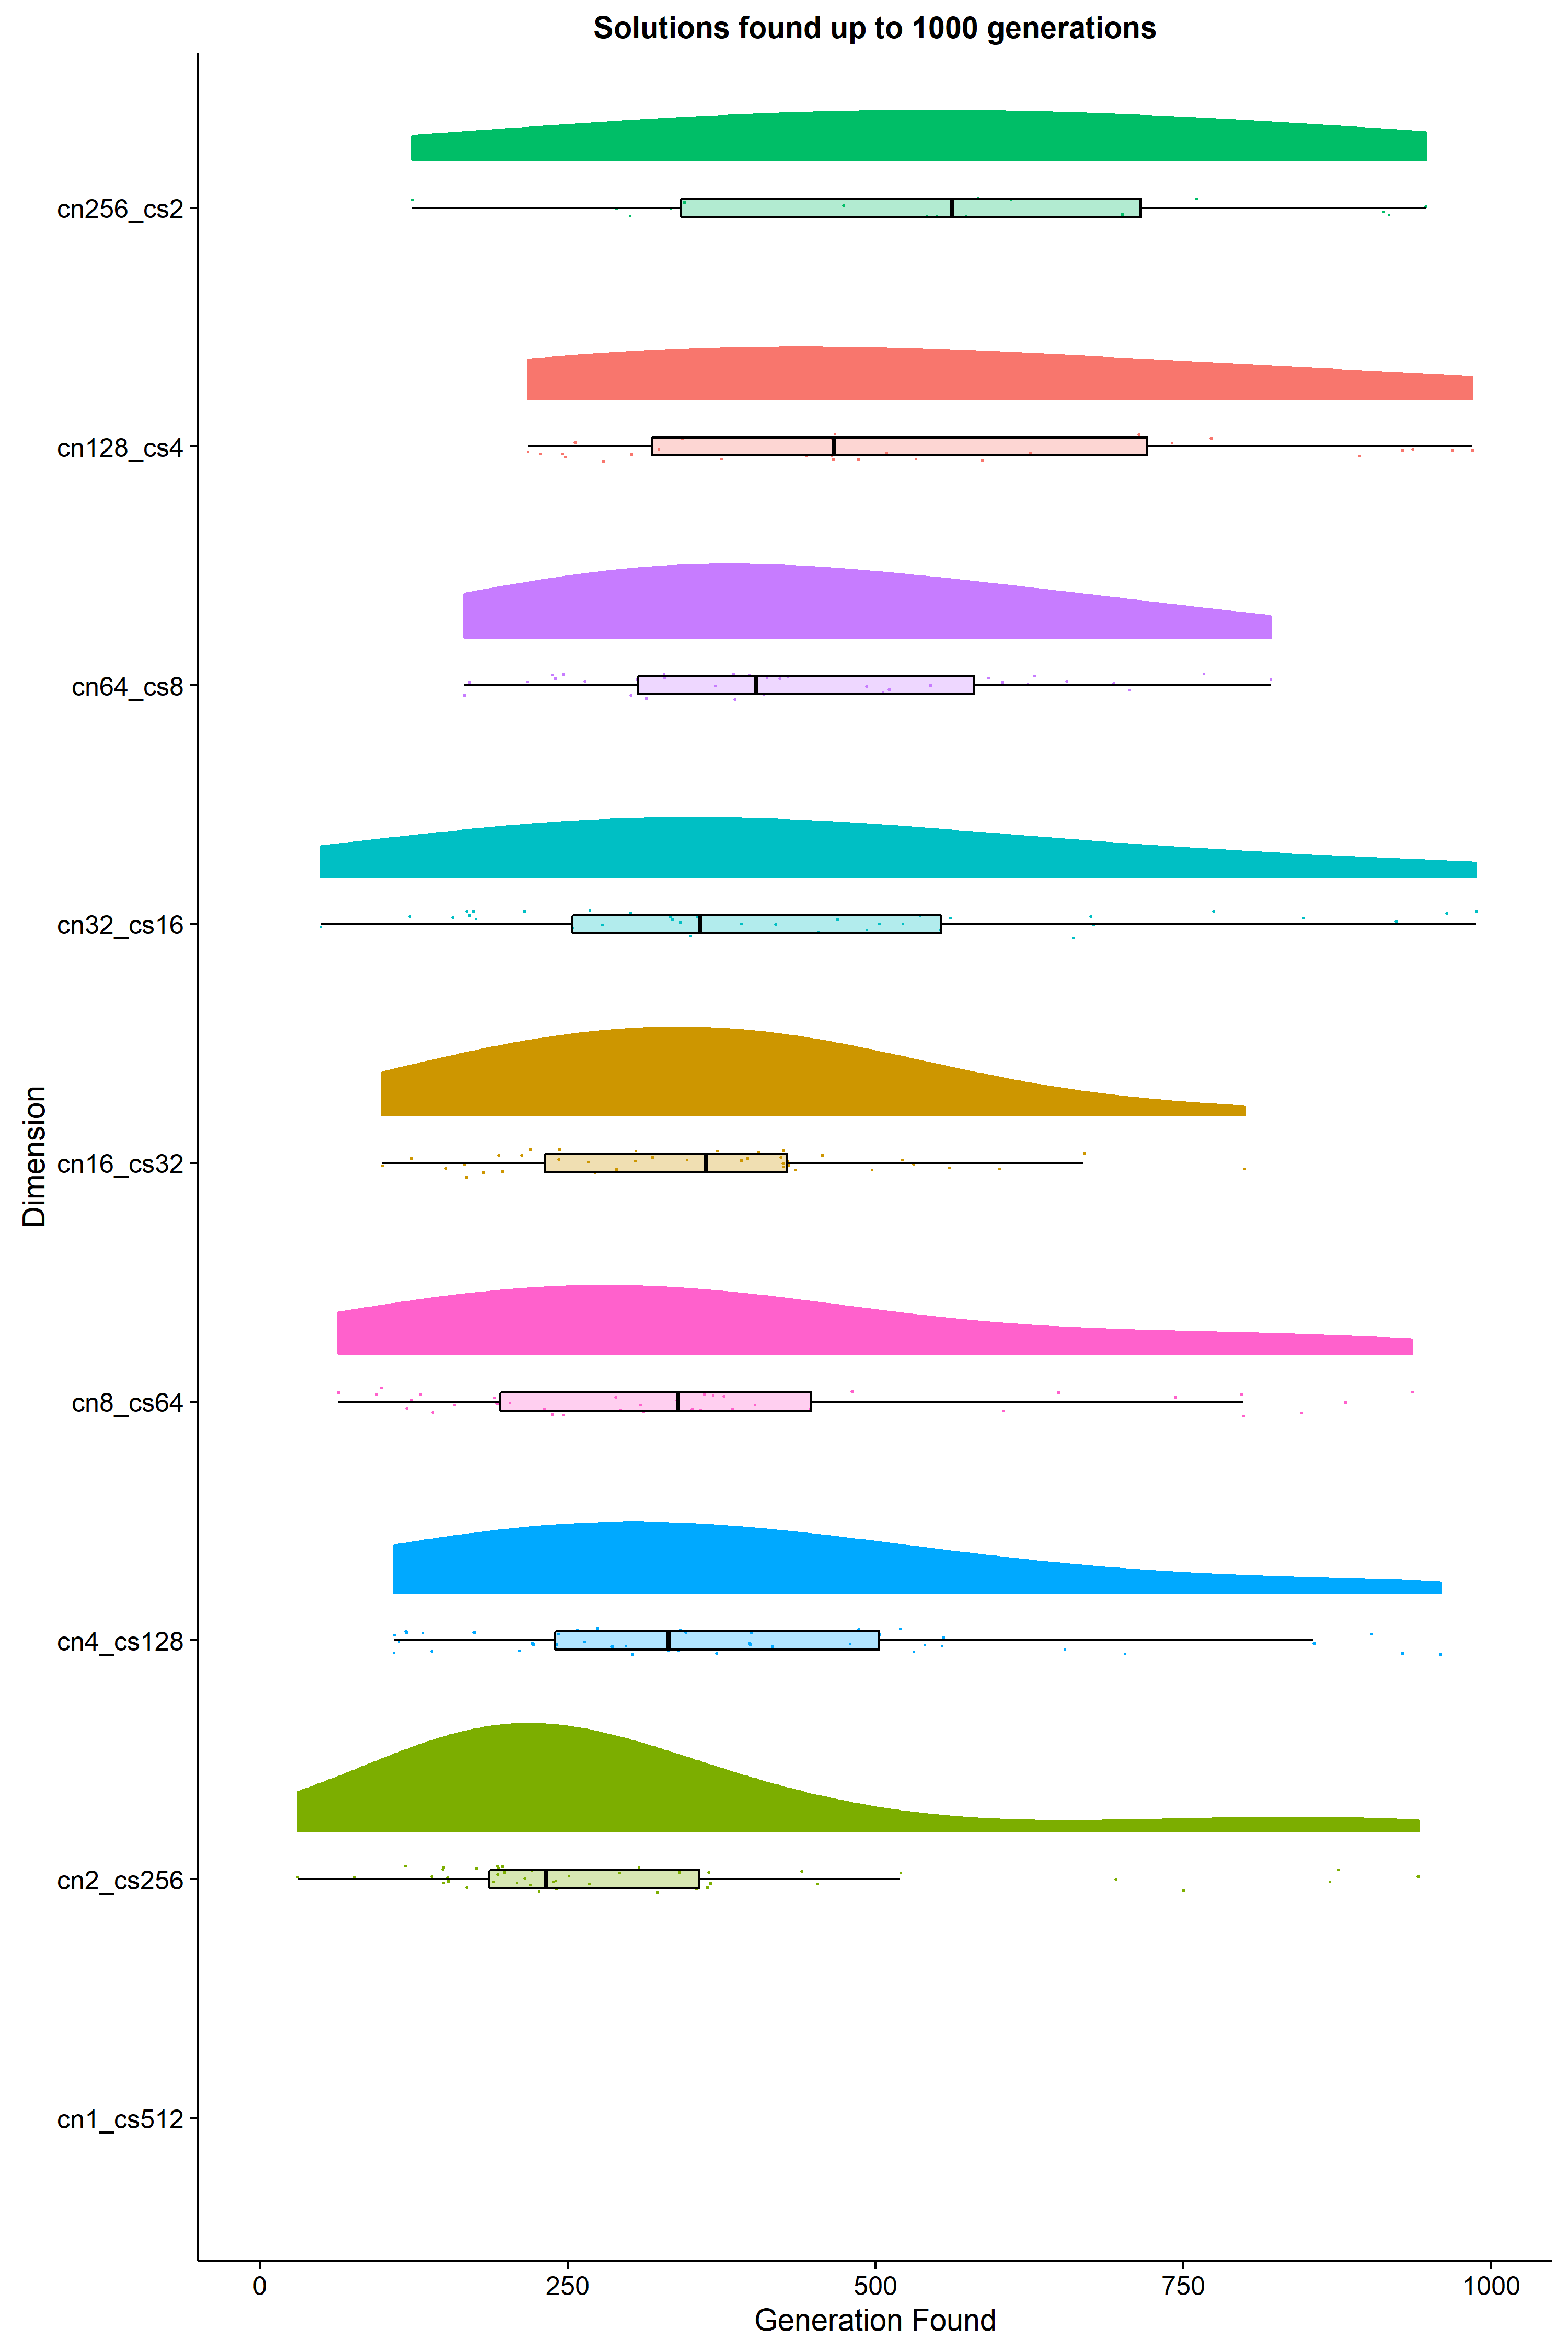 Solutions found up to 1000 generations
cn256_cs2
cn128_cs4
cn64_cs8
cn32_cs16
cn16_cs32
cn8_cs64
cn4_cs128
cn2_cs256
cn1_cs512
Dimension
0 250 500 750 1000
Generation Found